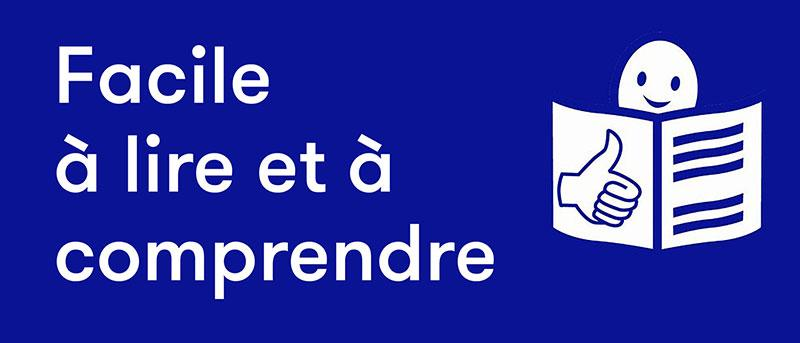 Facile
à lire et à
comprendre